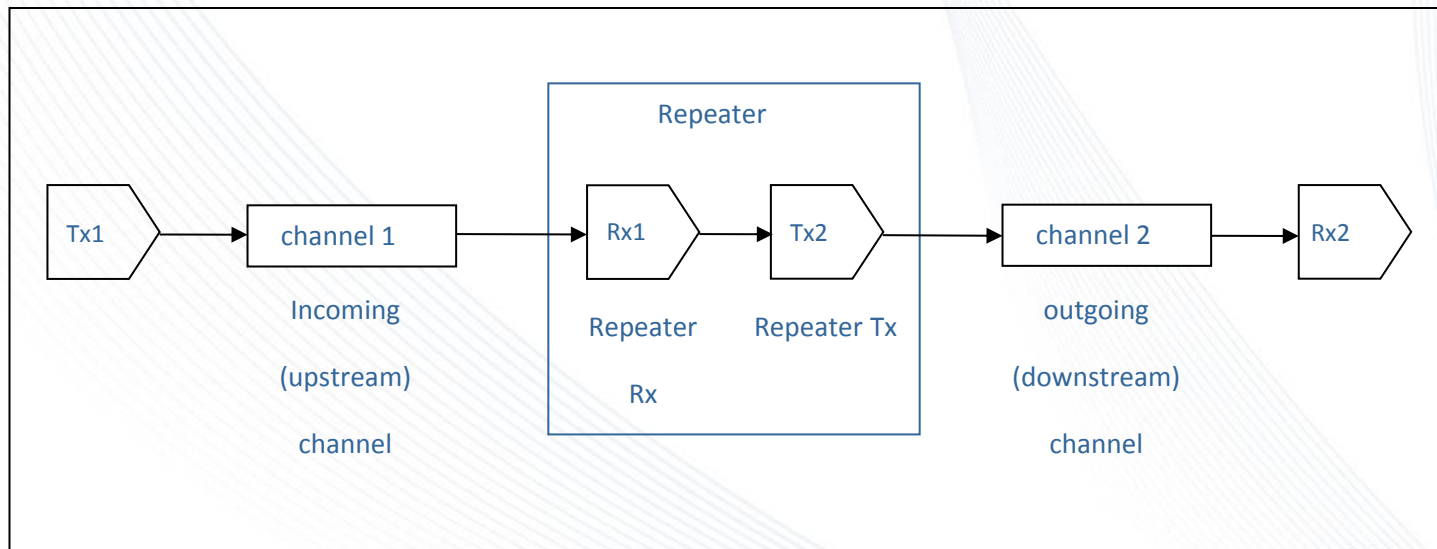 Repeater
Tx1
channel 1
Rx1
Tx2
channel 2
Rx2
Incoming
(upstream)
channel
Repeater
Rx
Repeater Tx
outgoing
(downstream)
channel